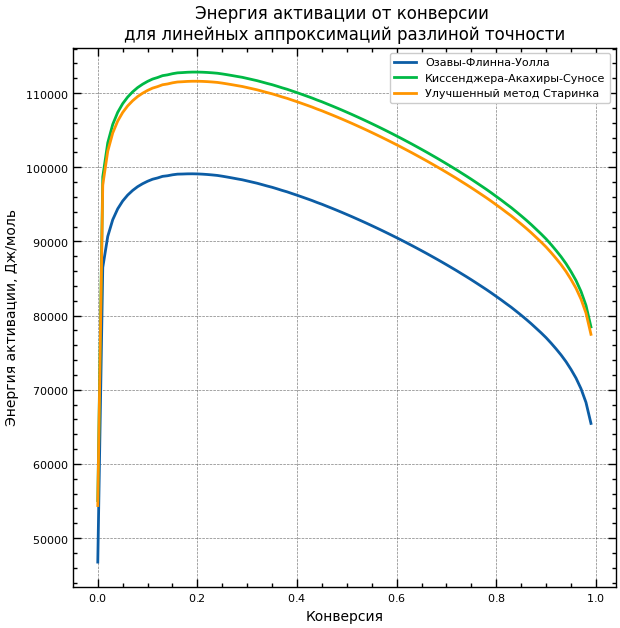 Энергия активации от конверсии
для линейных аппроксимаций разлиной точности
Озавы-Флинна-Уолла
Киссенджера-Акахиры-Суносе
Улучшенный метод Старинка
Энергия активации, Дж/моль
110000
100000
90000
80000
70000
60000
50000
0.0 0.2 0.4 0.6 0.8 1.0
Конверсия